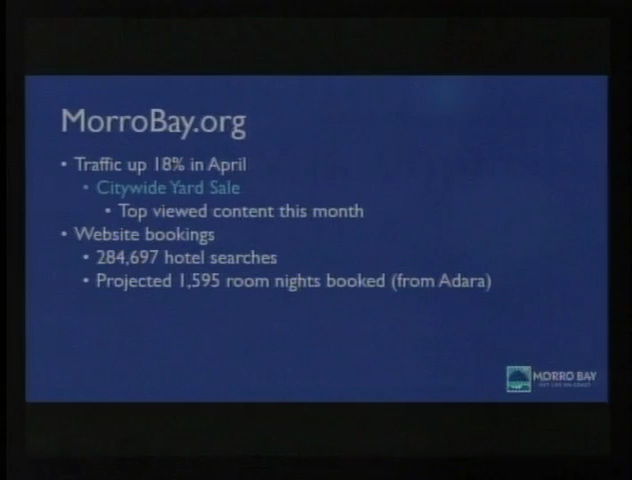 MorroBay.org
• Traffic up 18% in April
• Citywide Yard Sale
• Top viewed content this month
• Website bookings
• 284,697 hotel searches
• Projected 1,595 room nights booked (from Adara)
MORRO BAY